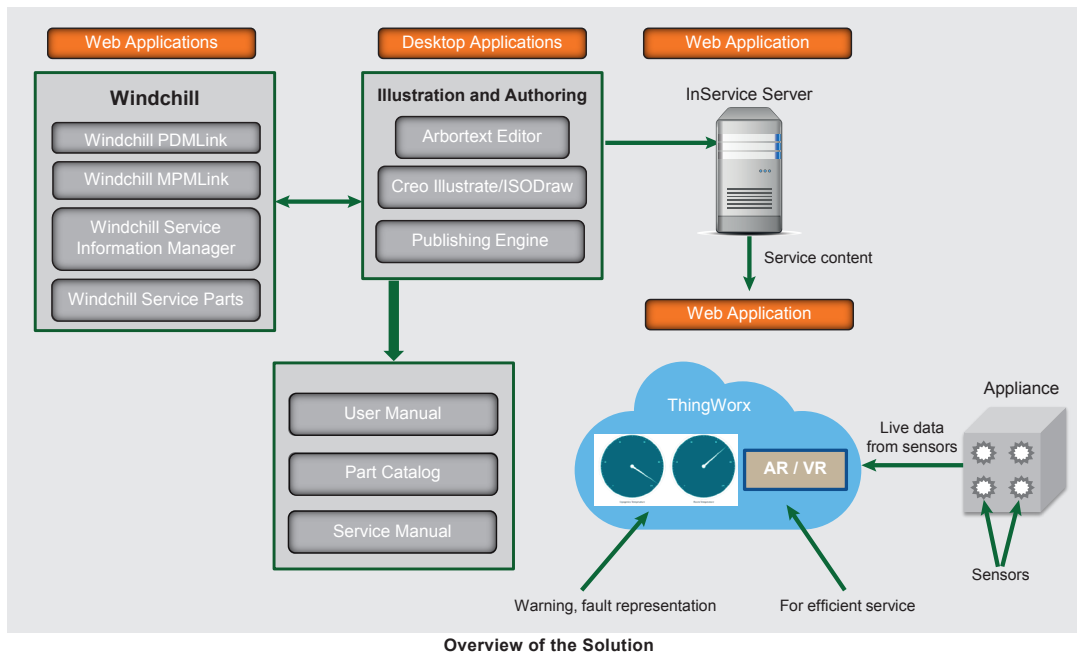 Web Applications
Desktop Applications
Web Application
Windchill
Windchill PDMLink
Windchill MPMLink
Windchill Service
Information Manager
Windchill Service Parts
Illustration and Authoring
Arbortext Editor
Creo Illustrate/ISODraw
Publishing Engine
InService Server
Service content
Web Application
User Manual
Part Catalog
Service Manual
ThingWorx
AR / VR
Live data
from sensors
Appliance
Sensors
Warning, fault representation
For efficient service
Overview of the Solution